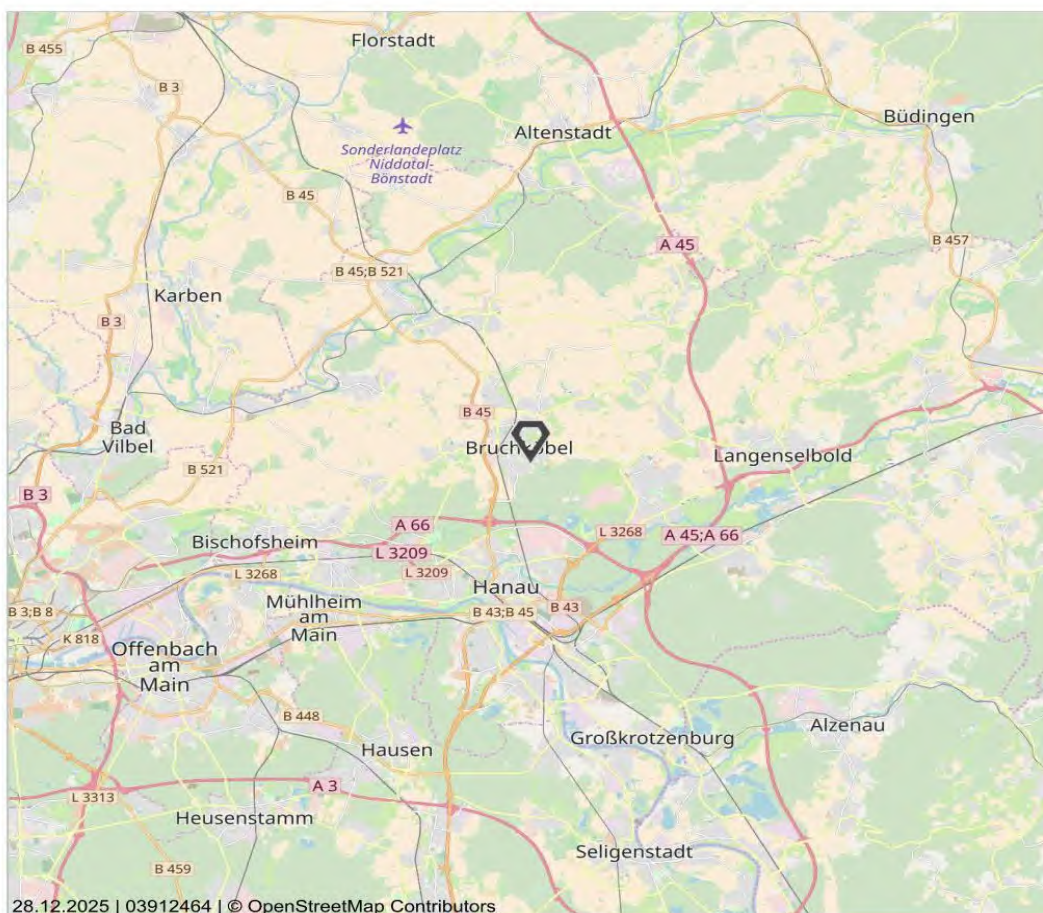 Florstadt
B 455
B 3
Altenstadt
Büdingen
Sonderlandeplatz
Niddatal-
Bönstadt
B 45
A 45
B 457
B 45;B 521
Karben
B 3
B 45
Bad
Vilbel
Langenselbold
B 521
B 3
A 66
L 3268
A 45;A 66
Bischofsheim
L 3209
L 3268
L 3209
Hanau
Mühlheim
am
Main
B 43;B 45
B 43
B 3;B 8
K 818
Offenbach
am
Main
B 448
Hausen
Großkrotzenburg
Alzenau
A 3
L 3313
Heusenstamm
Seligenstadt
B 459
28.12.2025 | 03912464 | © OpenStreetMap Contributors